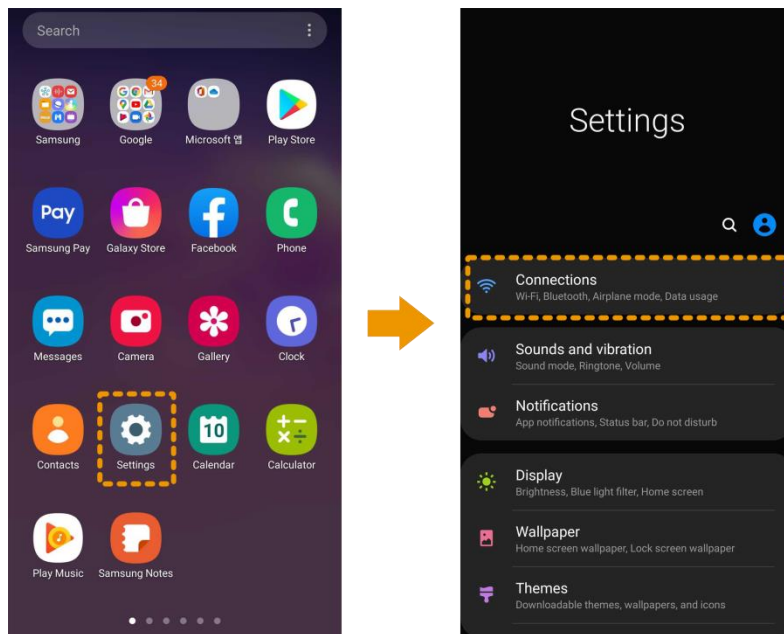 Search
34
Samsung
Google
Microsoft 앱
Play Store
Pay
Samsung Pay
Galaxy Store
Facebook
Phone
Messages
Camera
Gallery
Clock
10
Contacts
Settings
Calendar
Calculator
Play Music
Samsung Notes
Settings
Connections
Wi-Fi, Bluetooth, Airplane mode, Data usage
Sounds and vibration
Sound mode, Ringtone, Volume
Notifications
App notifications, Status bar, Do not disturb
Display
Brightness, Blue light filter, Home screen
Wallpaper
Home screen wallpaper, Lock screen wallpaper
Themes
Downloadable themes, wallpapers, and icons